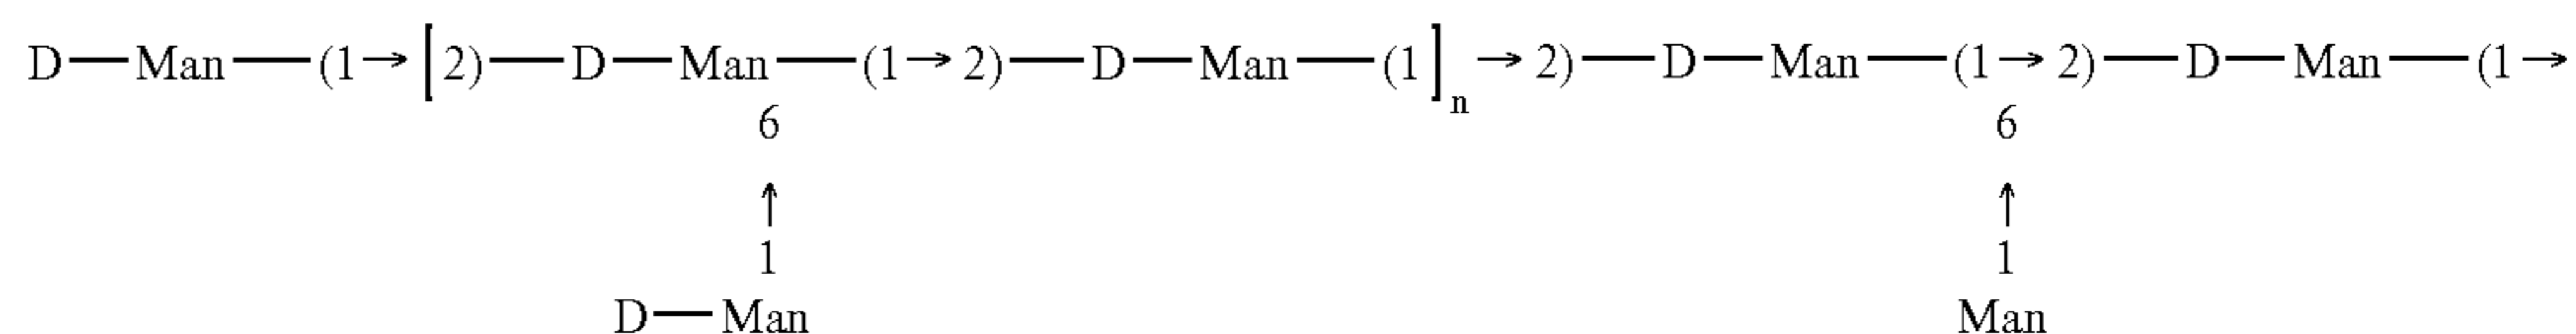 D—Man—(1→[2)—D—Man—(1→2)—D—Man—(1]n→2)—D—Man—(1→2)—D—Man—(1→
6 6
↑ ↑
1 1
D—Man Man